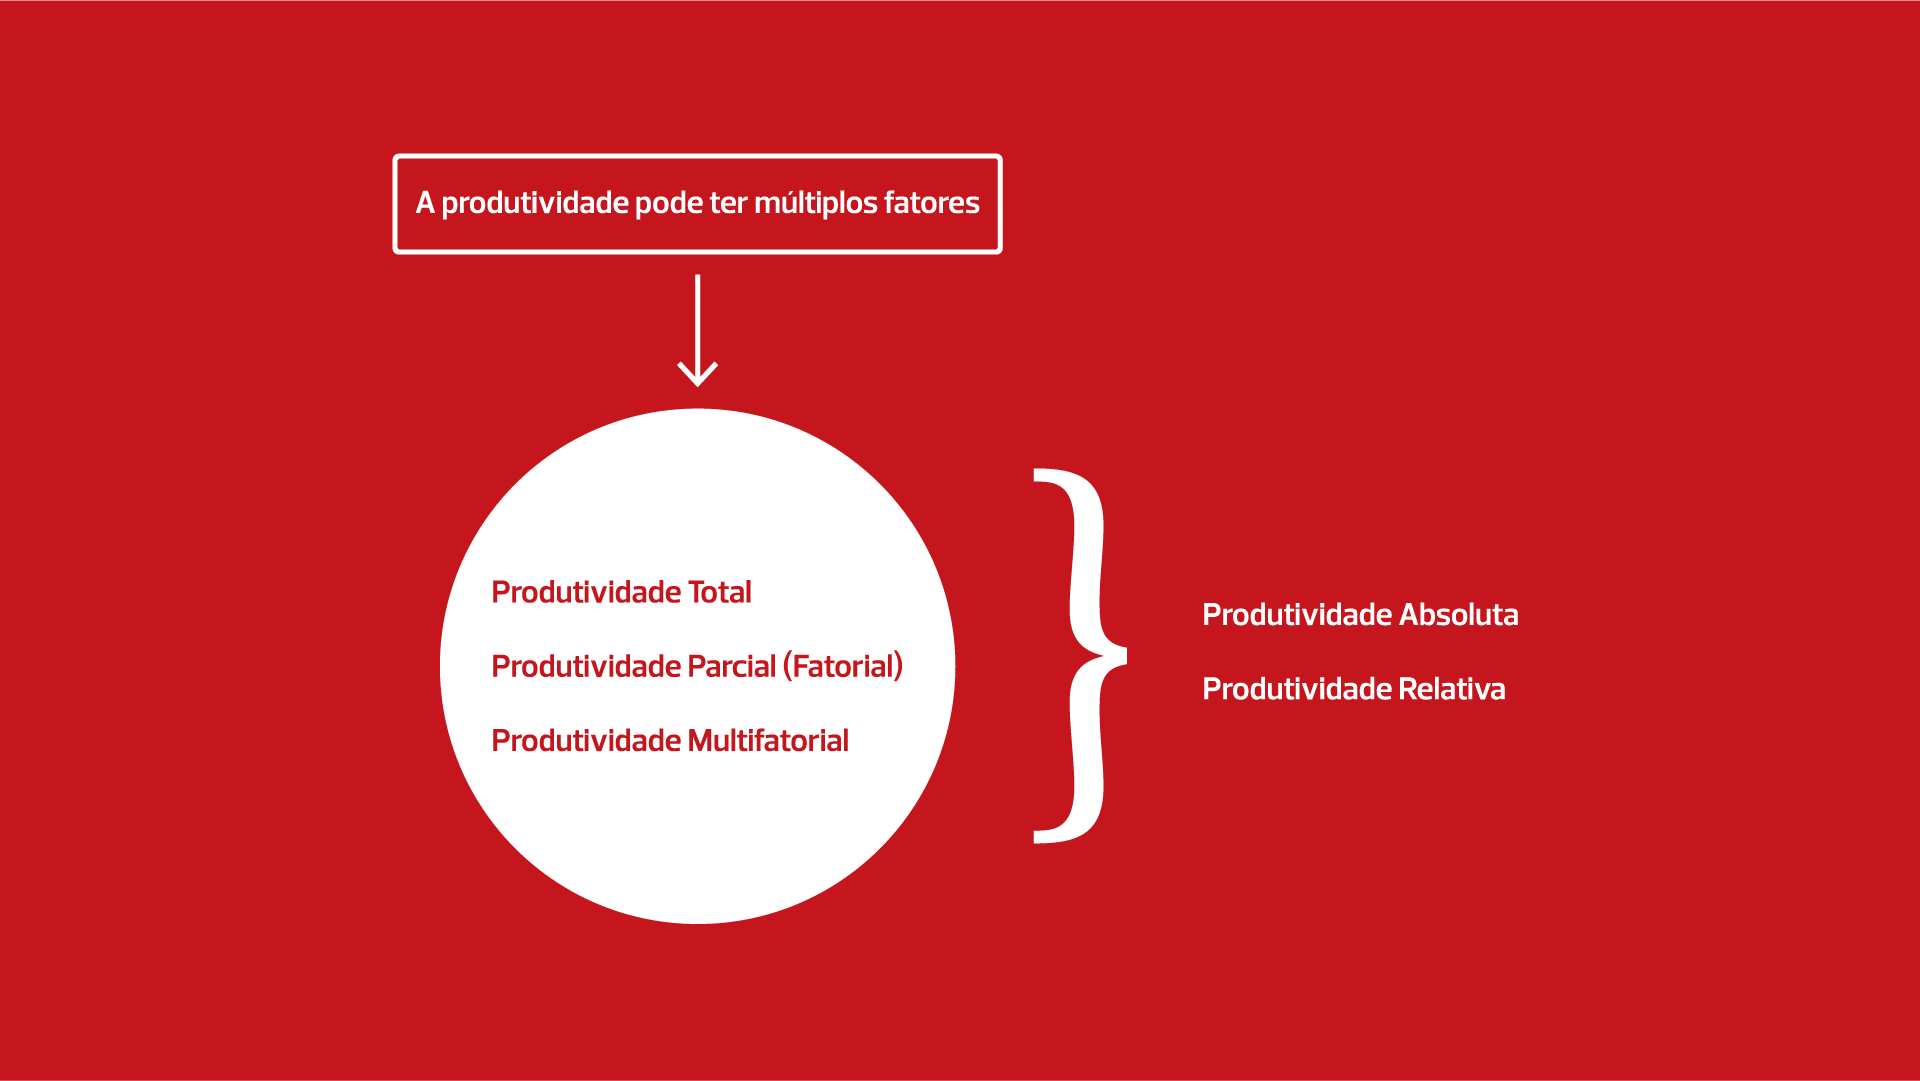 A produtividade pode ter múltiplos fatores
Produtividade Total
Produtividade Parcial (Fatorial)
Produtividade Multifatorial
Produtividade Absoluta
Produtividade Relativa